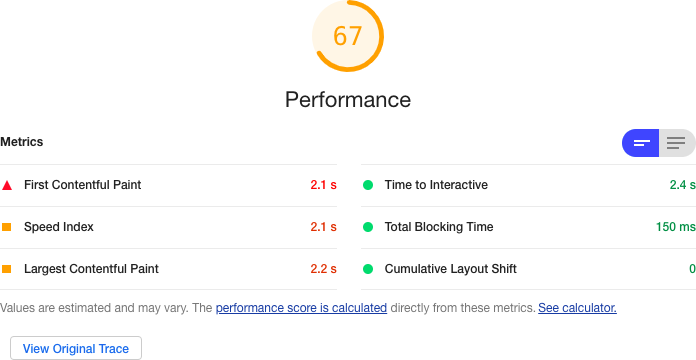 67
Performance
Metrics
First Contentful Paint 2.1 s
Time to Interactive 2.4 s
Speed Index 2.1 s
Total Blocking Time 150 ms
Largest Contentful Paint 2.2 s
Cumulative Layout Shift 0
Values are estimated and may vary. The performance score is calculated directly from these metrics. See calculator.
View Original Trace